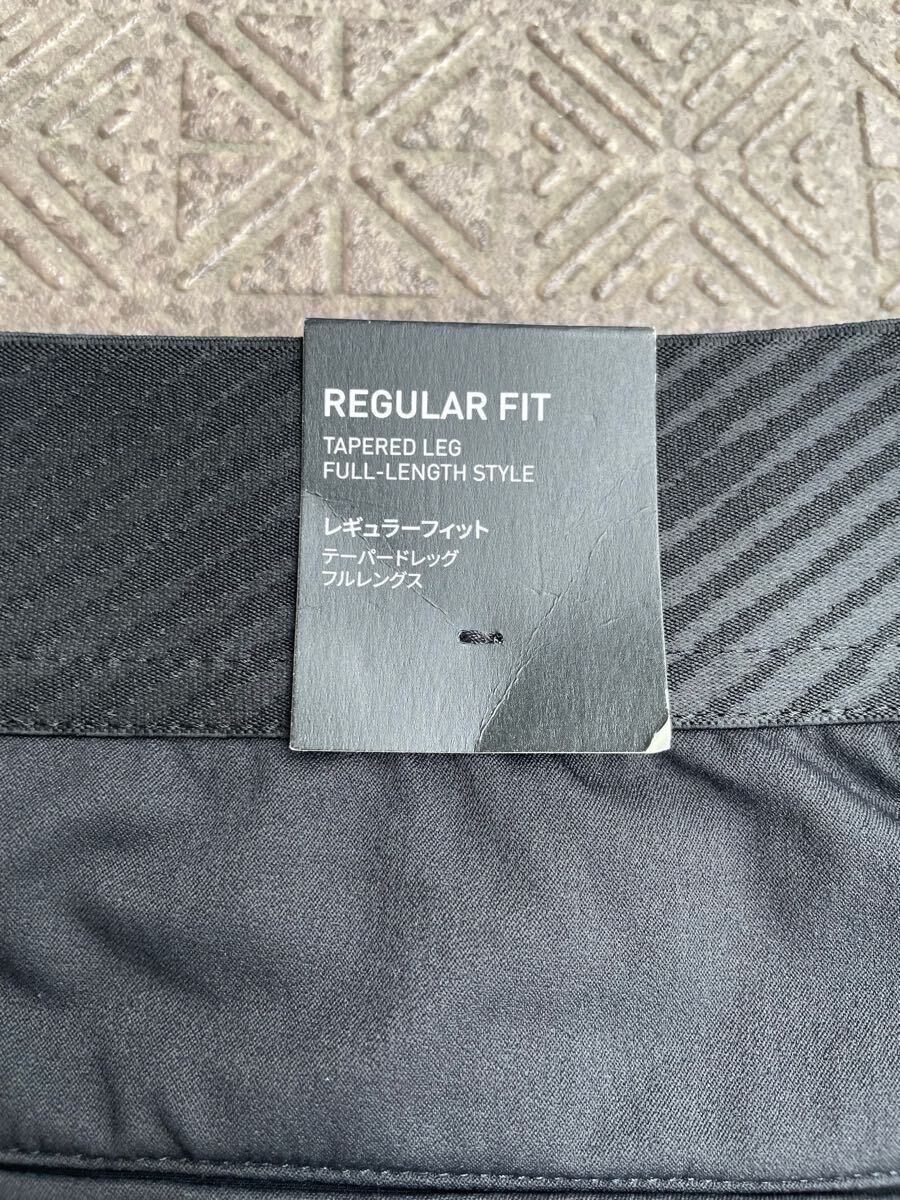 REGULAR FIT
TAPERED LEG
FULL-LENGTH STYLE
レギュラーフィット
テーパードレッグ
フルレングス